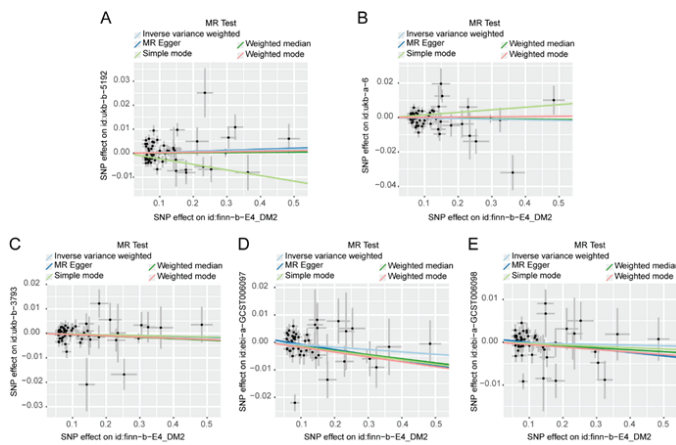 A
MR Test
Inverse variance weighted
MR Egger
Weighted median
Simple mode
Weighted mode
SNP effect on id:ukb-b-5192
0.03
0.02
0.01
0.00
−0.01
0.1 0.2 0.3 0.4 0.5
SNP effect on id:finn-b-E4_DM2
B
MR Test
Inverse variance weighted
MR Egger
Weighted median
Simple mode
Weighted mode
SNP effect on id:ukb-a-6
0.02
0.00
−0.02
−0.04
0.1 0.2 0.3 0.4 0.5
SNP effect on id:finn-b-E4_DM2
C
MR Test
Inverse variance weighted
MR Egger
Weighted median
Simple mode
Weighted mode
SNP effect on id:ukb-b-3793
0.02
0.01
0.00
−0.01
−0.02
−0.03
0.1 0.2 0.3 0.4 0.5
SNP effect on id:finn-b-E4_DM2
D
MR Test
Inverse variance weighted
MR Egger
Weighted median
Simple mode
Weighted mode
SNP effect on id:ebi-a-GCST006097
0.02
0.01
0.00
−0.01
−0.02
0.1 0.2 0.3 0.4 0.5
SNP effect on id:finn-b-E4_DM2
E
MR Test
Inverse variance weighted
MR Egger
Weighted median
Simple mode
Weighted mode
SNP effect on id:ebi-a-GCST006098
0.01
0.00
−0.01
0.1 0.2 0.3 0.4 0.5
SNP effect on id:finn-b-E4_DM2